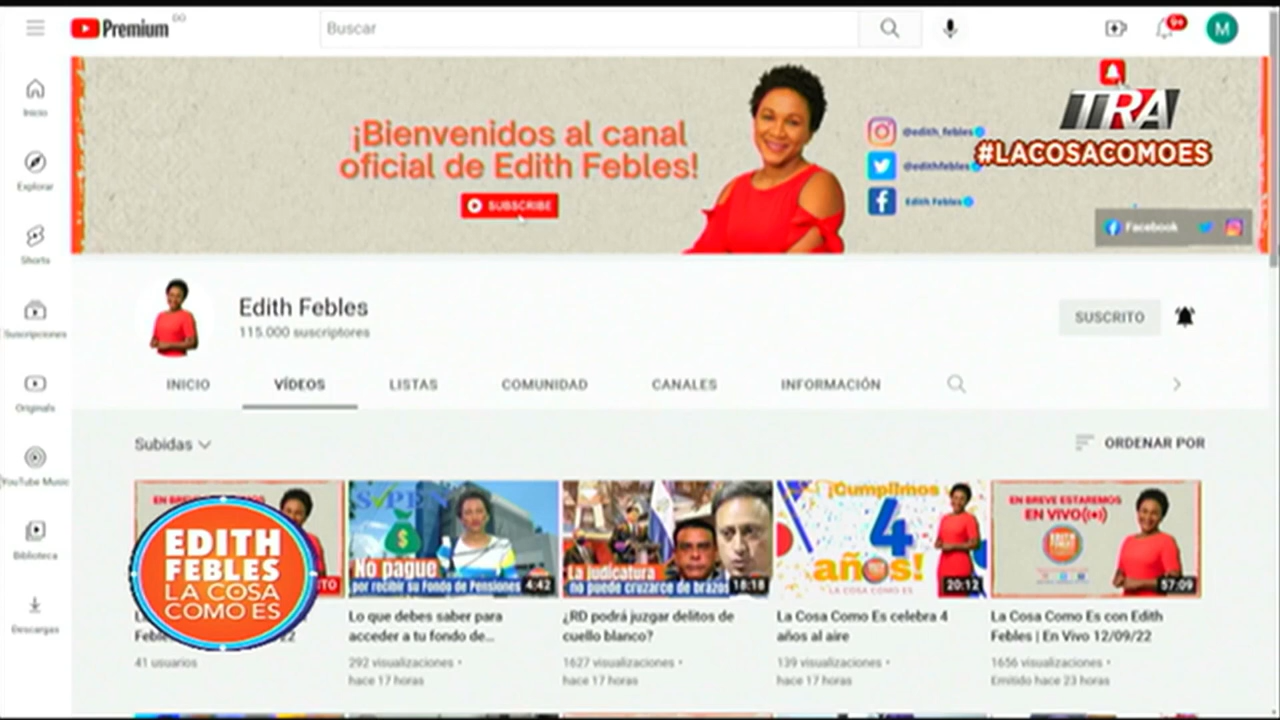 Premium
DO
Buscar
9+
M
Inicio
Explorar
Shorts
Suscripciones
Originals
YouTube Music
Biblioteca
Descargas
¡Bienvenidos al canal
oficial de Edith Febles!
SUBSCRIBE
@edith_febles
@edithfebles
Edith Febles
TRA
#LACOSACOMOES
Facebook
Edith Febles
115.000 suscriptores
SUSCRITO
INICIO
VÍDEOS
LISTAS
COMUNIDAD
CANALES
INFORMACIÓN
Subidas
ORDENAR POR
EDITH
FEBLES
LA COSA
COMO ES
41 usuarios
No pague
por recibir su Fondo de Pensiones
4:42
Lo que debes saber para
acceder a tu fondo de...
292 visualizaciones •
hace 17 horas
La judicatura
no puede cruzarce de brazos
18:18
¿RD podrá juzgar delitos de
cuello blanco?
1627 visualizaciones •
hace 17 horas
¡Cumplimos
4
años!
LA COSA COMO ES
20:12
La Cosa Como Es celebra 4
años al aire
139 visualizaciones •
hace 17 horas
EN BREVE ESTAREMOS
EN VIVO
57:09
La Cosa Como Es con Edith
Febles | En Vivo 12/09/22
1656 visualizaciones •
Emitido hace 23 horas